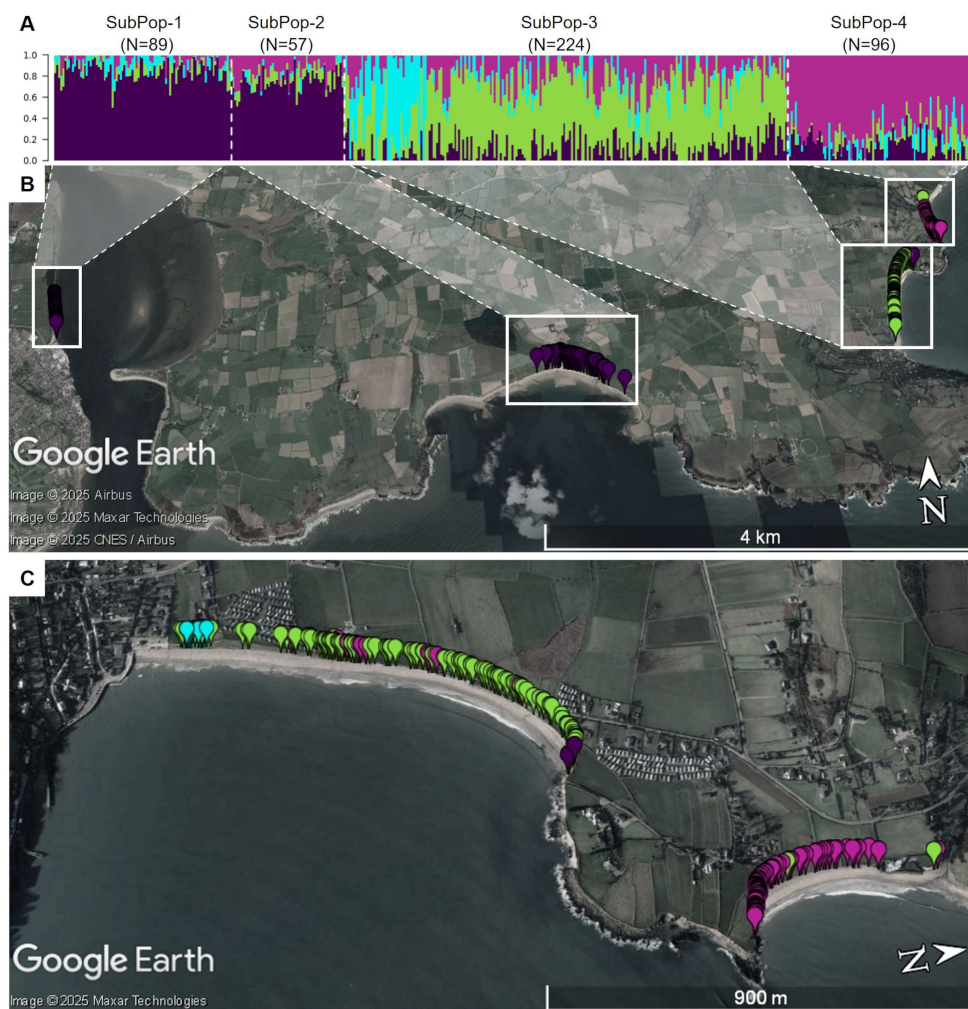 A
SubPop-1
(N=89)
SubPop-2
(N=57)
SubPop-3
(N=224)
SubPop-4
(N=96)
1.0
0.8
0.6
0.4
0.2
0.0
B
Google Earth
Image © 2025 Airbus
Image © 2025 Maxar Technologies
Image © 2025 CNES / Airbus
N
4 km
C
Google Earth
Image © 2025 Maxar Technologies
N
900 m